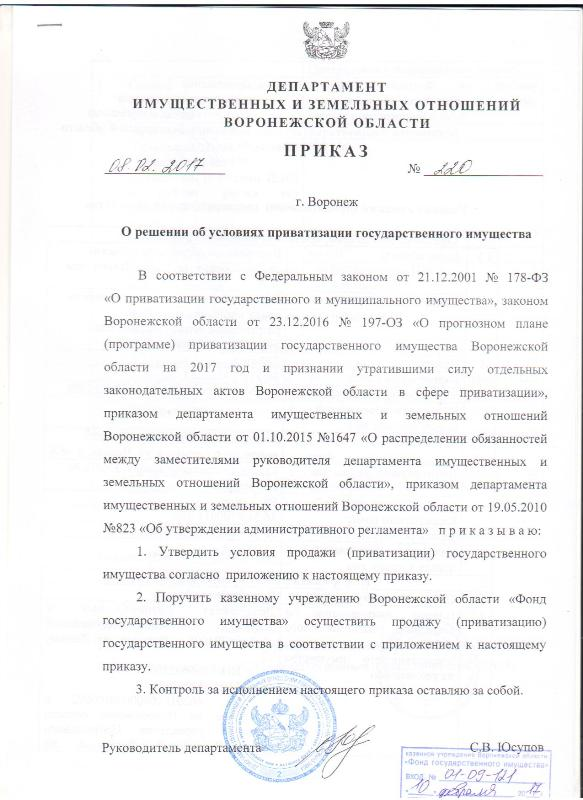 ДЕПАРТАМЕНТ
ИМУЩЕСТВЕННЫХ И ЗЕМЕЛЬНЫХ ОТНОШЕНИЙ
ВОРОНЕЖСКОЙ ОБЛАСТИ
ПРИКАЗ
08.02.2017 № 220
г. Воронеж
О решении об условиях приватизации государственного имущества
В соответствии с Федеральным законом от 21.12.2001 № 178-ФЗ
«О приватизации государственного и муниципального имущества», законом
Воронежской области от 23.12.2016 № 197-ОЗ «О прогнозном плане
(программе) приватизации государственного имущества Воронежской
области на 2017 год и признании утратившими силу отдельных
законодательных актов Воронежской области в сфере приватизации»,
приказом департамента имущественных и земельных отношений
Воронежской области от 01.10.2015 №1647 «О распределении обязанностей
между заместителями руководителя департамента имущественных и
земельных отношений Воронежской области», приказом департамента
имущественных и земельных отношений Воронежской области от 19.05.2010
№823 «Об утверждении административного регламента» п р и к а з ы в а ю:
1. Утвердить условия продажи (приватизации) государственного
имущества согласно приложению к настоящему приказу.
2. Поручить казенному учреждению Воронежской области «Фонд
государственного имущества» осуществить продажу (приватизацию)
государственного имущества в соответствии с приложением к настоящему
приказу.
3. Контроль за исполнением настоящего приказа оставляю за собой.
Руководитель департамента С.В. Юсупов
казенное учреждение Воронежской области
«Фонд государственного имущества»
ВХОД. № 01-09-121
10 февраля 2017